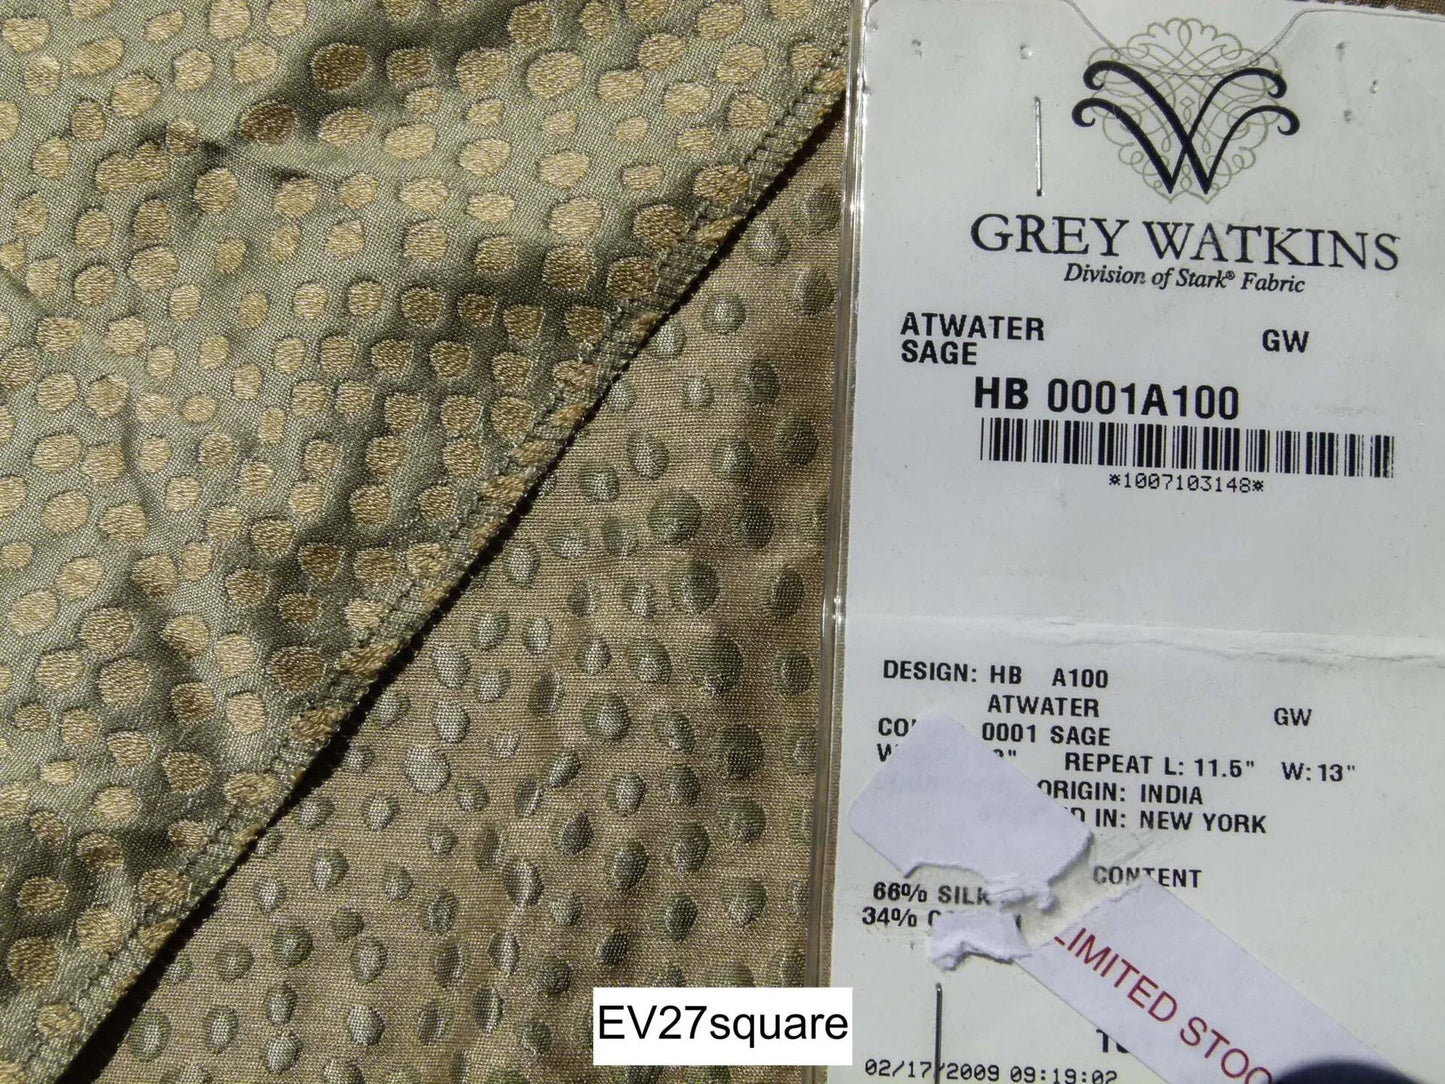 GREY WATKINS
Division of Stark® Fabric
ATWATER GW
SAGE
HB 0001A100
*1007103148*
DESIGN: HB A100
ATWATER GW
0001 SAGE
REPEAT L: 11.5" W: 13"
ORIGIN: INDIA
IN: NEW YORK
CONTENT
66% SILK
34%
LIMITED
02/17/2009 09:19:02
EV27square